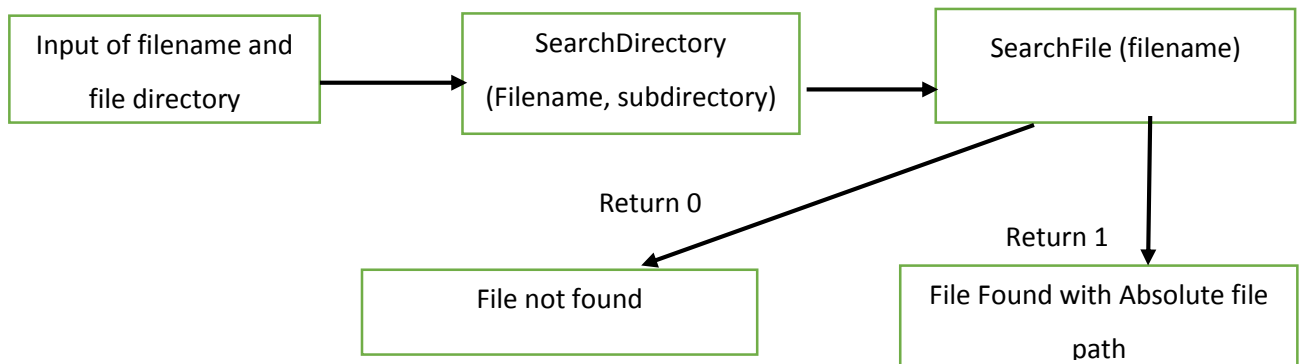 Input of filename and
file directory
SearchDirectory
(Filename, subdirectory)
SearchFile (filename)
Return 0
Return 1
File not found
File Found with Absolute file
path